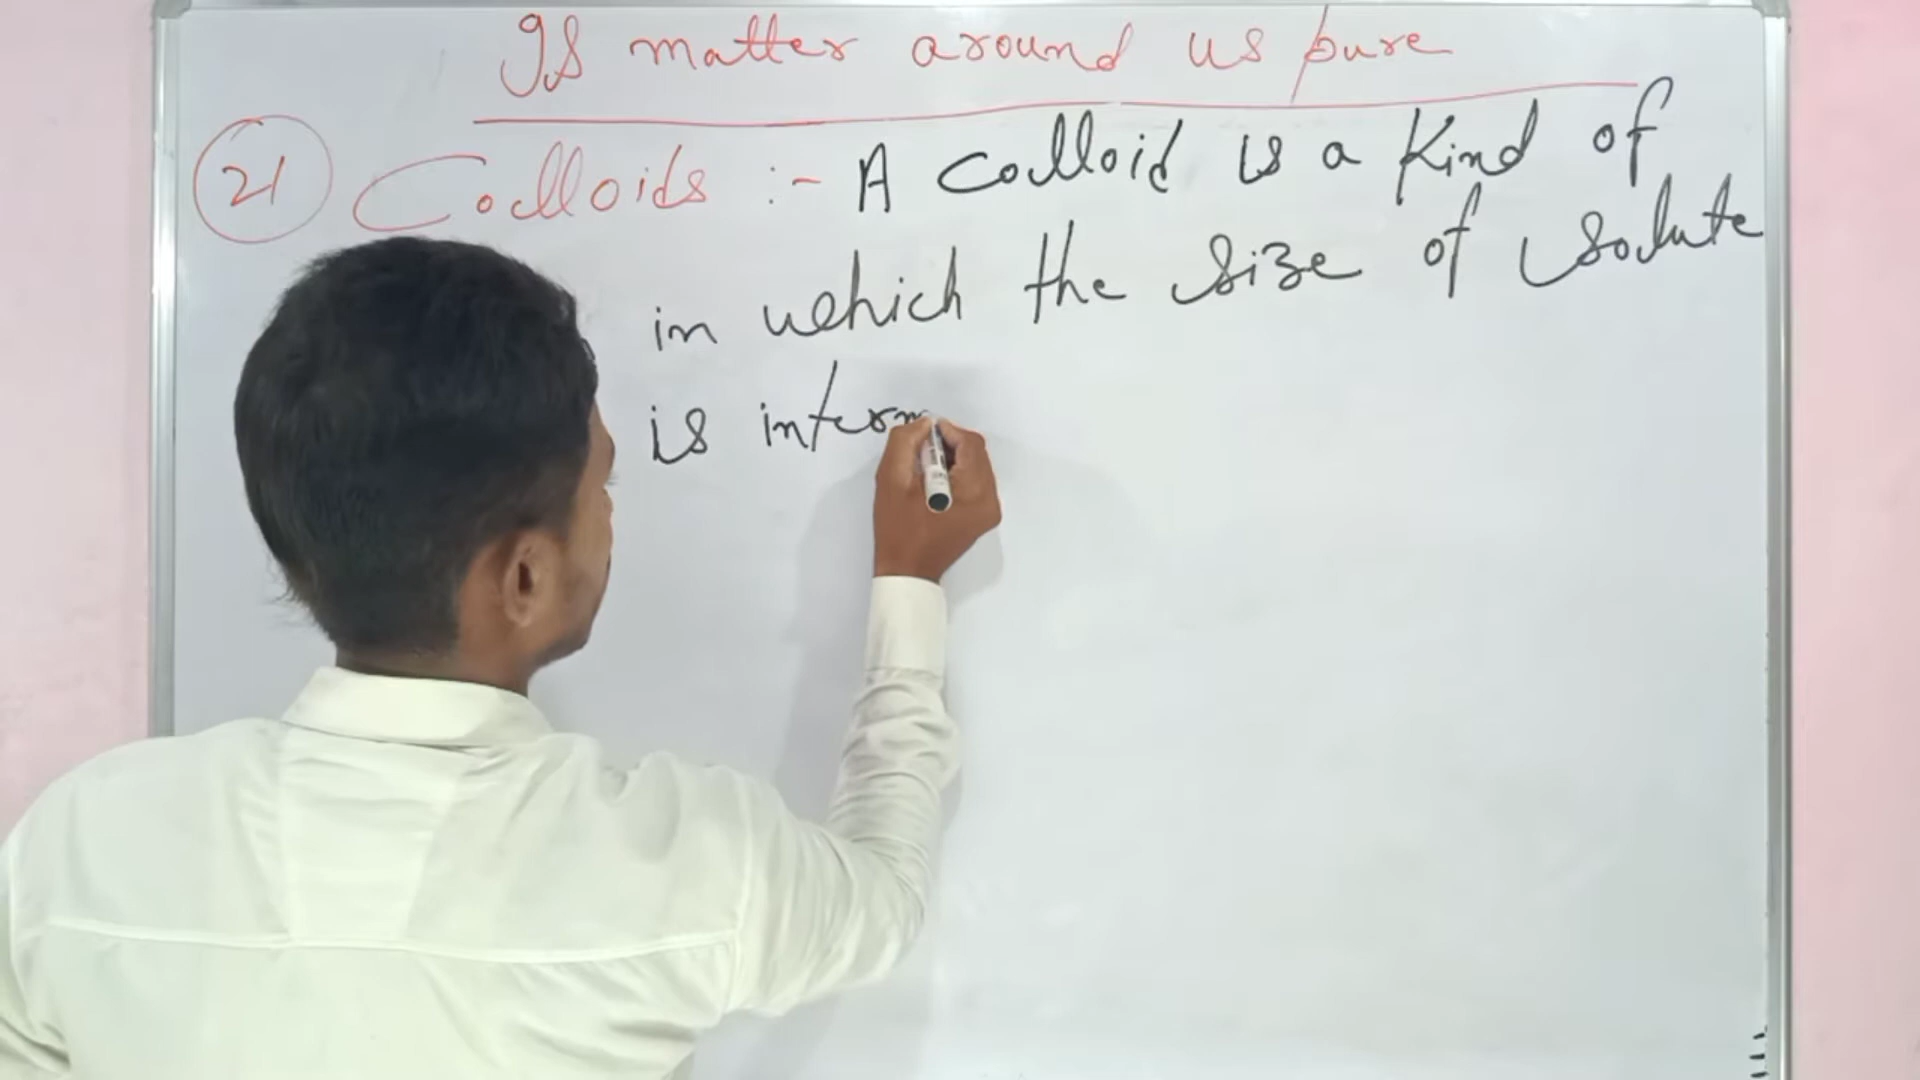 Is matter around us pure
21 Colloids :- A Colloid is a Kind of
in which the size of solute
is interm